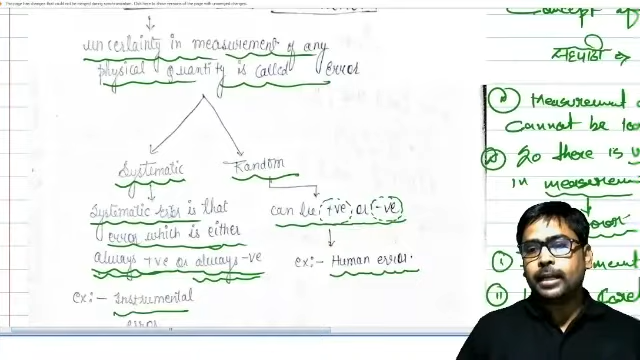 uncertainty in measurement of any
physical Quantity is called error
Systematic
Random
Systematic error is that
error which is either
always +ve or always -ve
ex:- Instrumental
error
can be +ve or -ve
ex:- Human error.
Concept
Measurement
Cannot be
So there is
in measurement